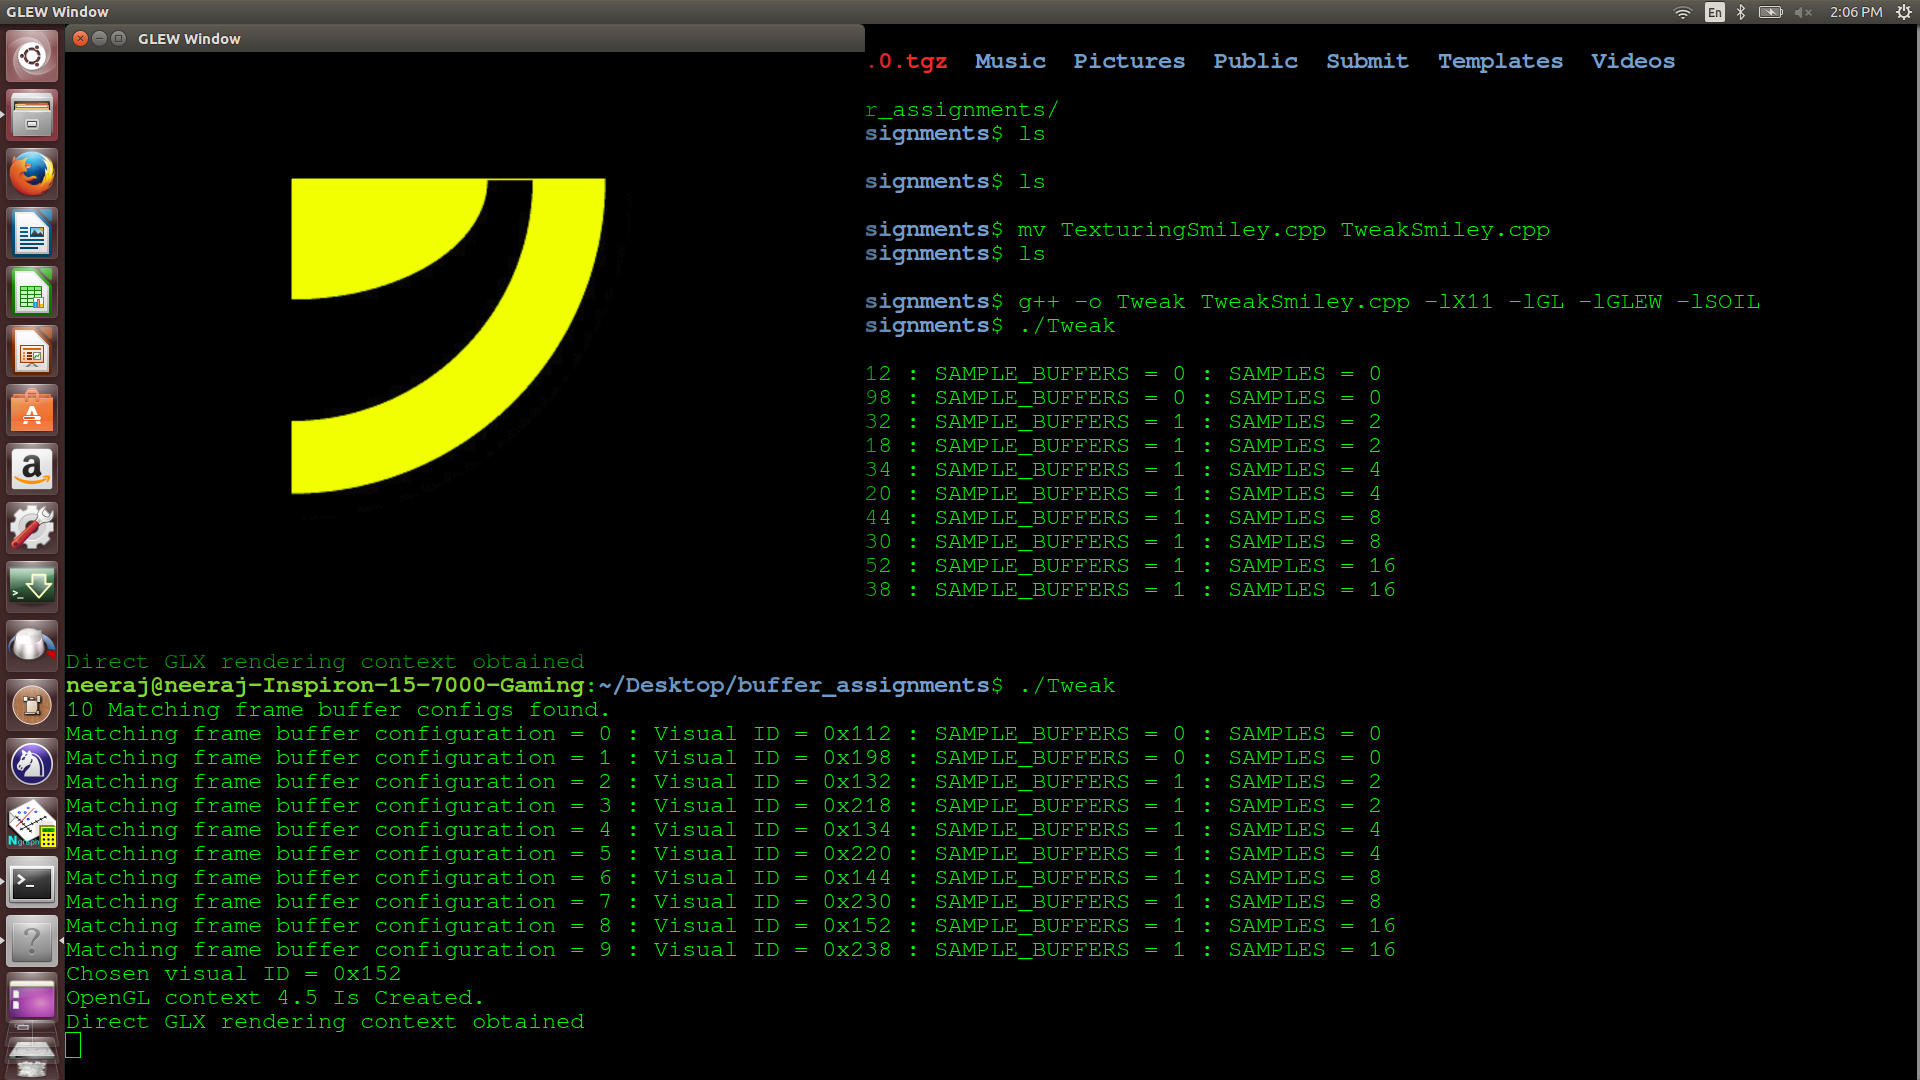 GLEW Window
En
2:06 PM
GLEW Window
.0.tgz Music Pictures Public Submit Templates Videos
r_assignments/
signments$ ls
signments$ ls
signments$ mv TexturingSmiley.cpp TweakSmiley.cpp
signments$ ls
signments$ g++ -o Tweak TweakSmiley.cpp -lX11 -lGL -lGLEW -lSOIL
signments$ ./Tweak
12 : SAMPLE_BUFFERS = 0 : SAMPLES = 0
98 : SAMPLE_BUFFERS = 0 : SAMPLES = 0
32 : SAMPLE_BUFFERS = 1 : SAMPLES = 2
18 : SAMPLE_BUFFERS = 1 : SAMPLES = 2
34 : SAMPLE_BUFFERS = 1 : SAMPLES = 4
20 : SAMPLE_BUFFERS = 1 : SAMPLES = 4
44 : SAMPLE_BUFFERS = 1 : SAMPLES = 8
30 : SAMPLE_BUFFERS = 1 : SAMPLES = 8
52 : SAMPLE_BUFFERS = 1 : SAMPLES = 16
38 : SAMPLE_BUFFERS = 1 : SAMPLES = 16
Direct GLX rendering context obtained
neeraj@neeraj-Inspiron-15-7000-Gaming:~/Desktop/buffer_assignments$ ./Tweak
10 Matching frame buffer configs found.
Matching frame buffer configuration = 0 : Visual ID = 0x112 : SAMPLE_BUFFERS = 0 : SAMPLES = 0
Matching frame buffer configuration = 1 : Visual ID = 0x198 : SAMPLE_BUFFERS = 0 : SAMPLES = 0
Matching frame buffer configuration = 2 : Visual ID = 0x132 : SAMPLE_BUFFERS = 1 : SAMPLES = 2
Matching frame buffer configuration = 3 : Visual ID = 0x218 : SAMPLE_BUFFERS = 1 : SAMPLES = 2
Matching frame buffer configuration = 4 : Visual ID = 0x134 : SAMPLE_BUFFERS = 1 : SAMPLES = 4
Matching frame buffer configuration = 5 : Visual ID = 0x220 : SAMPLE_BUFFERS = 1 : SAMPLES = 4
Matching frame buffer configuration = 6 : Visual ID = 0x144 : SAMPLE_BUFFERS = 1 : SAMPLES = 8
Matching frame buffer configuration = 7 : Visual ID = 0x230 : SAMPLE_BUFFERS = 1 : SAMPLES = 8
Matching frame buffer configuration = 8 : Visual ID = 0x152 : SAMPLE_BUFFERS = 1 : SAMPLES = 16
Matching frame buffer configuration = 9 : Visual ID = 0x238 : SAMPLE_BUFFERS = 1 : SAMPLES = 16
Chosen visual ID = 0x152
OpenGL context 4.5 Is Created.
Direct GLX rendering context obtained